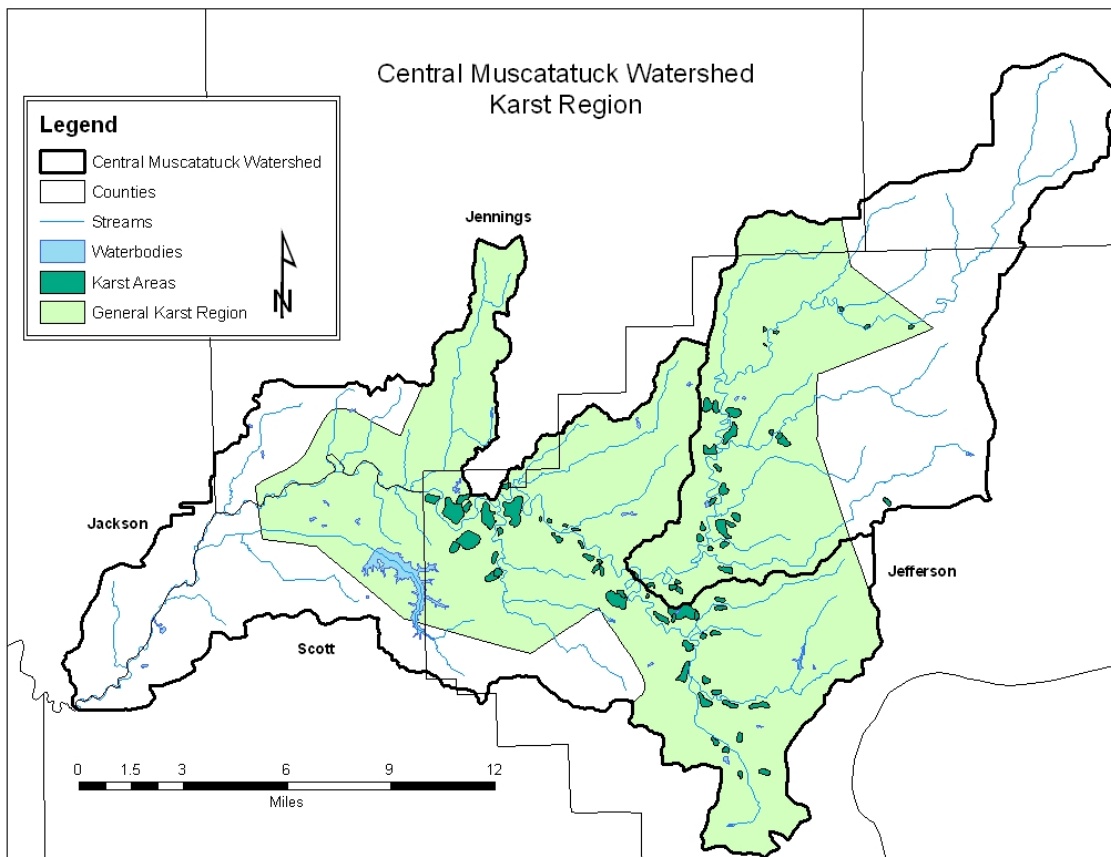 Central Muscatatuck Watershed
Karst Region
Legend
Central Muscatatuck Watershed
Counties
Streams
Waterbodies
Karst Areas
General Karst Region
N
Jennings
Jackson
Jefferson
Scott
0 1.5 3 6 9 12
Miles